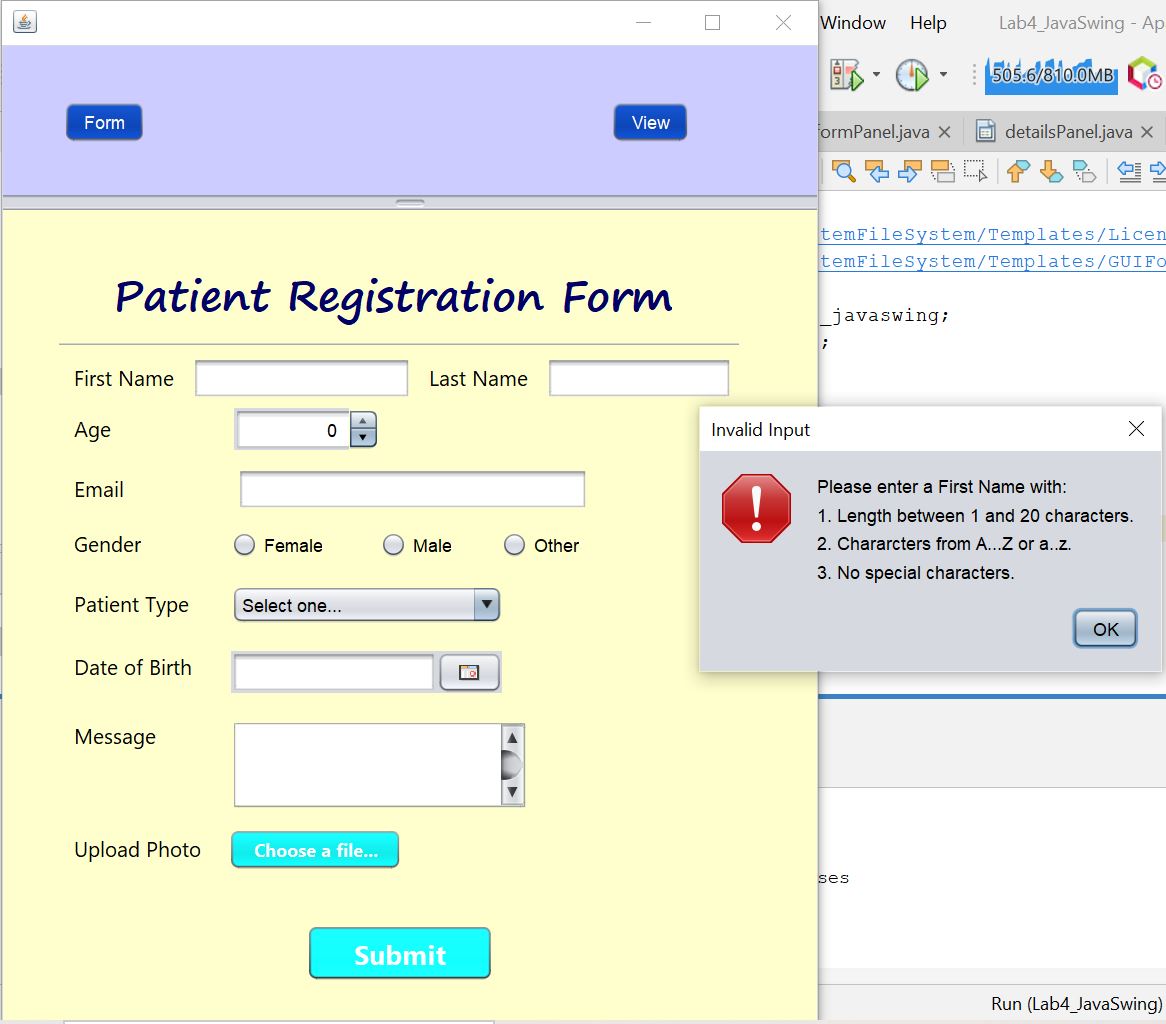 Window Help Lab4_JavaSwing - Ap
505.6/810.0MB
Form View
formPanel.java detailsPanel.java
temFileSystem/Templates/Licen
temFileSystem/Templates/GUIFo
_javaswing;
;
Patient Registration Form
First Name Last Name
Age 0
Email
Gender Female Male Other
Patient Type Select one...
Date of Birth
Message
Upload Photo Choose a file...
Submit
Invalid Input
Please enter a First Name with:
1. Length between 1 and 20 characters.
2. Chararcters from A...Z or a..z.
3. No special characters.
OK
ses
Run (Lab4_JavaSwing)